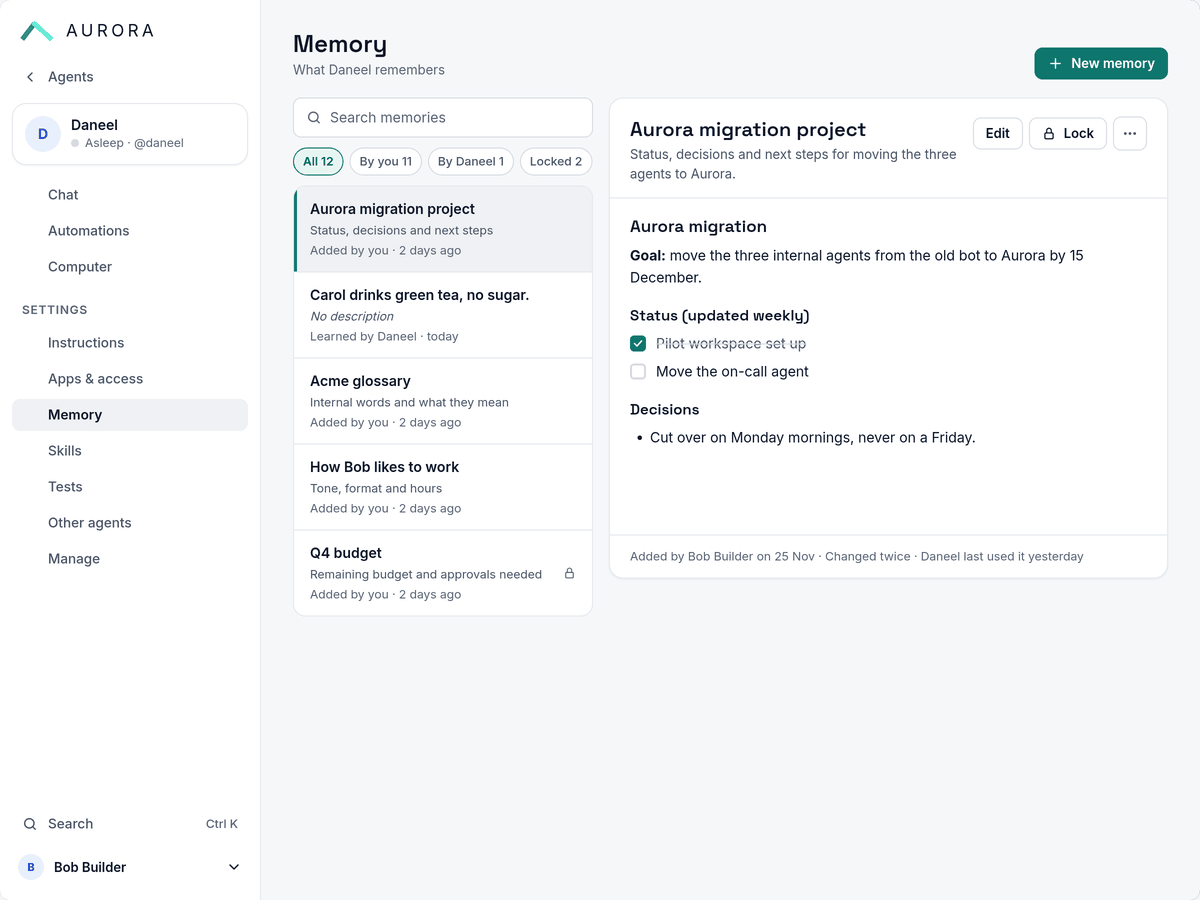 AURORA
Agents
D
Daneel
Asleep · @daneel
Chat
Automations
Computer
SETTINGS
Instructions
Apps & access
Memory
Skills
Tests
Other agents
Manage
Search
Ctrl K
B
Bob Builder
Memory
What Daneel remembers
New memory
Search memories
All 12
By you 11
By Daneel 1
Locked 2
Aurora migration project
Status, decisions and next steps
Added by you · 2 days ago
Carol drinks green tea, no sugar.
No description
Learned by Daneel · today
Acme glossary
Internal words and what they mean
Added by you · 2 days ago
How Bob likes to work
Tone, format and hours
Added by you · 2 days ago
Q4 budget
Remaining budget and approvals needed
Added by you · 2 days ago
Aurora migration project
Status, decisions and next steps for moving the three
agents to Aurora.
Edit
Lock
Aurora migration
Goal: move the three internal agents from the old bot to Aurora by 15
December.
Status (updated weekly)
Pilot workspace set up
Move the on-call agent
Decisions
• Cut over on Monday mornings, never on a Friday.
Added by Bob Builder on 25 Nov · Changed twice · Daneel last used it yesterday